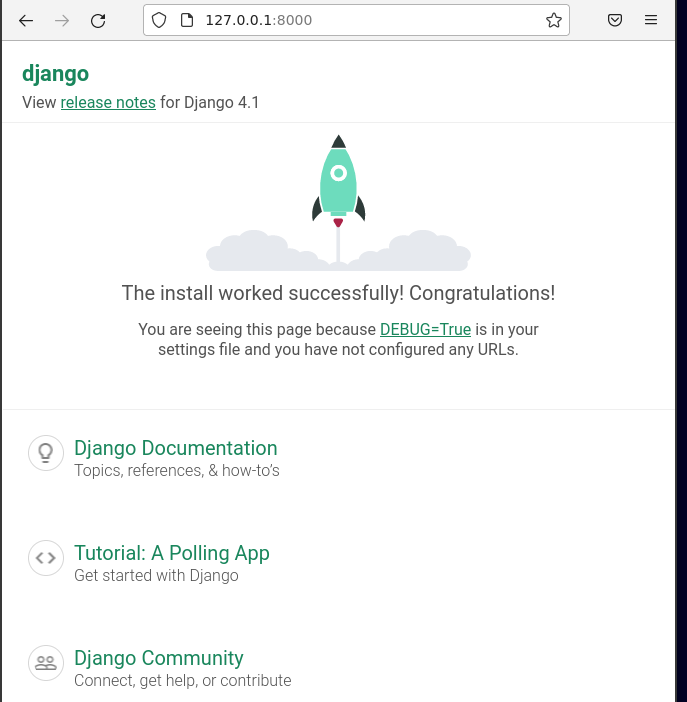 127.0.0.1:8000
django
View release notes for Django 4.1
The install worked successfully! Congratulations!
You are seeing this page because DEBUG=True is in your
settings file and you have not configured any URLs.
Django Documentation
Topics, references, & how-to’s
Tutorial: A Polling App
Get started with Django
Django Community
Connect, get help, or contribute